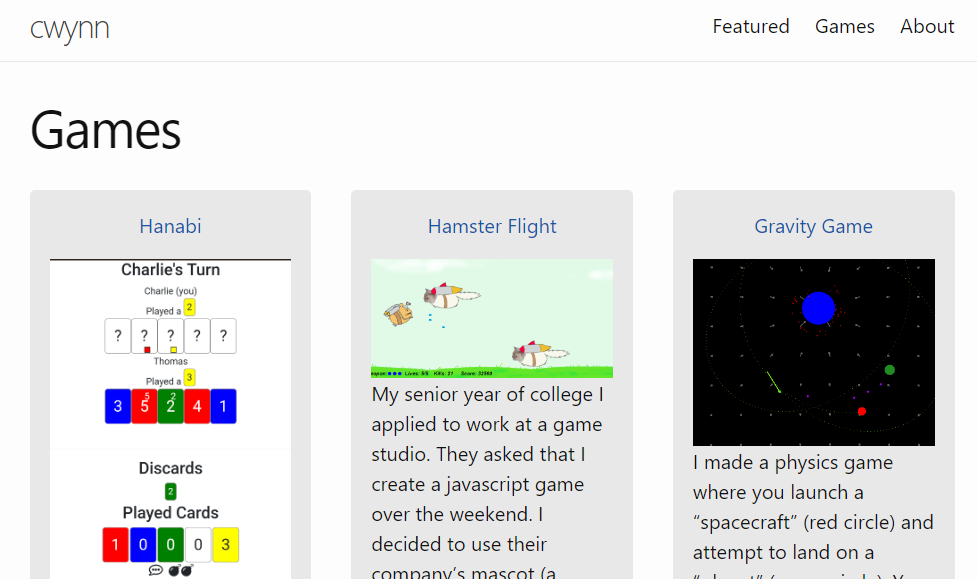 cwynn
Featured Games About
Games
Hanabi
Charlie's Turn
Charlie (you)
Played a 2
? ? ? ? ?
Thomas
Played a 3
3 5 5 2 2 4 1
Discards
2
Played Cards
1 0 0 0 3
Hamster Flight
Lives: 5/5 Kills: 21 Score: 32560
My senior year of college I
applied to work at a game
studio. They asked that I
create a javascript game
over the weekend. I
decided to use their
company's mascot (a
Gravity Game
I made a physics game
where you launch a
“spacecraft” (red circle) and
attempt to land on a